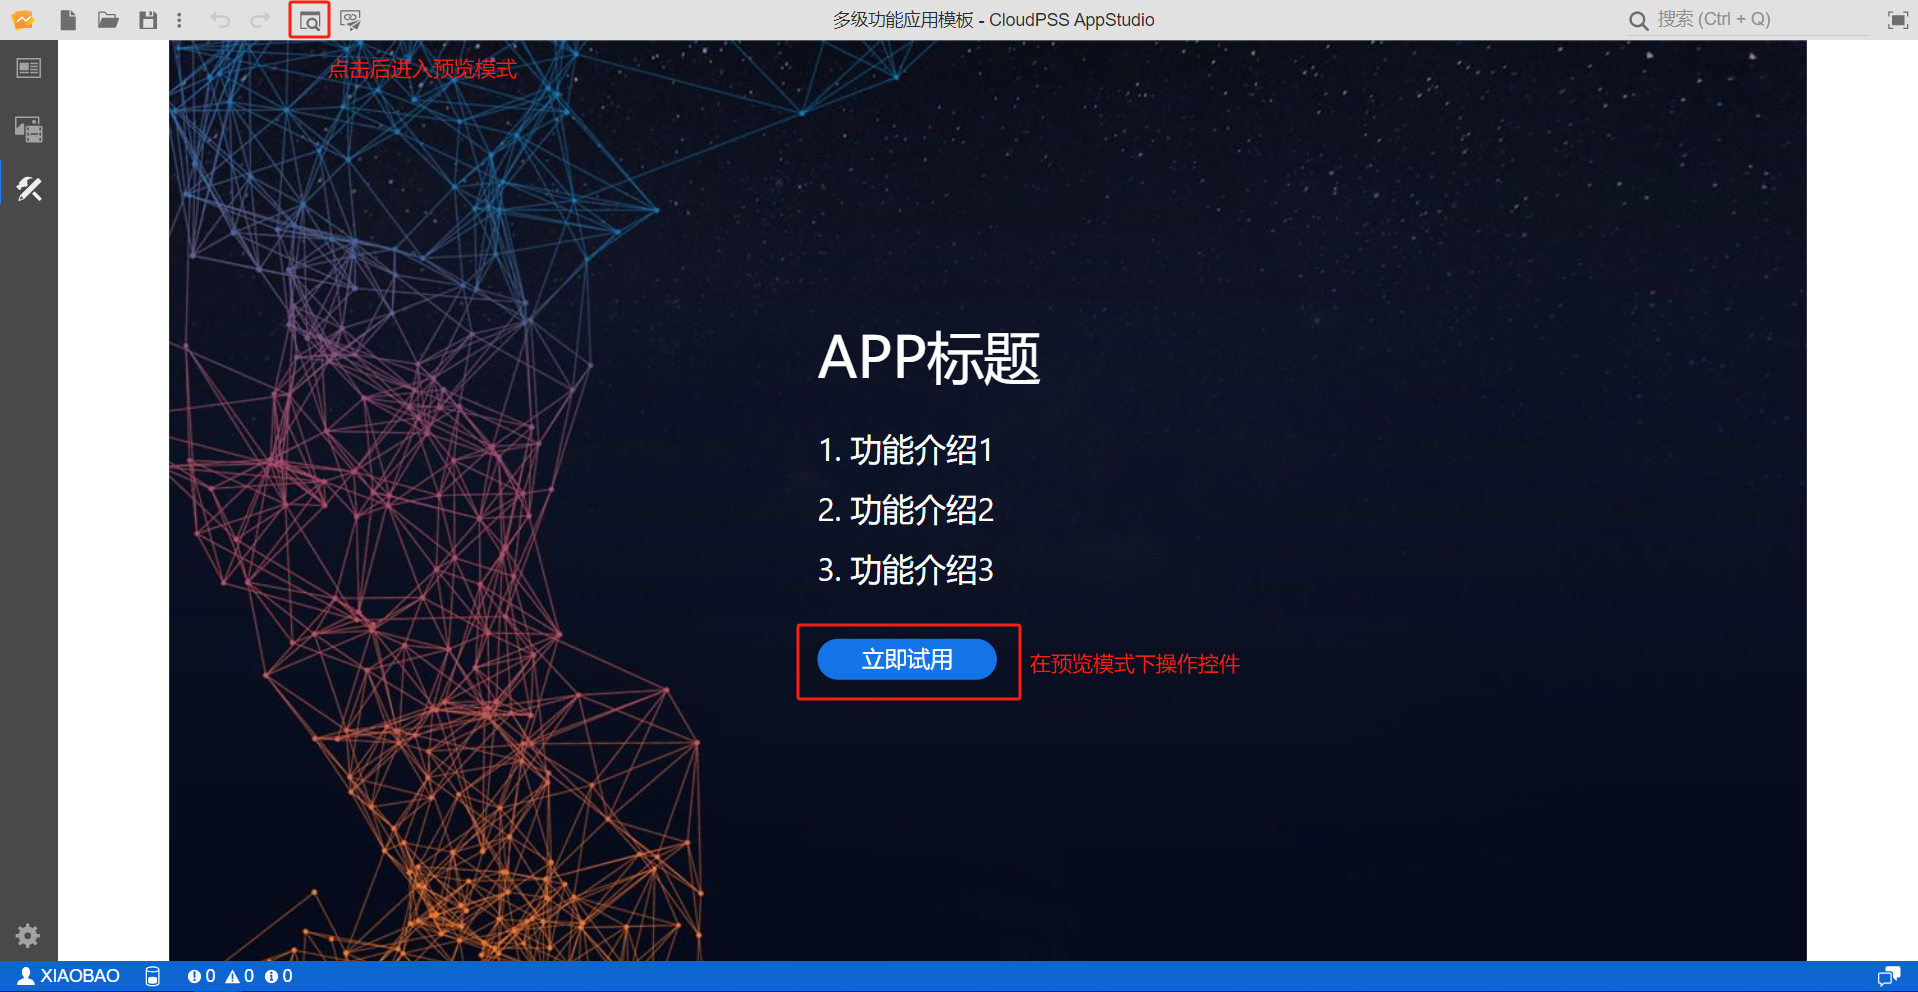 多级功能应用模板 - CloudPSS AppStudio
搜索 (Ctrl + Q)
点击后进入预览模式
APP标题
1. 功能介绍1
2. 功能介绍2
3. 功能介绍3
立即试用
在预览模式下操作控件
XIAOBAO 0 0 0